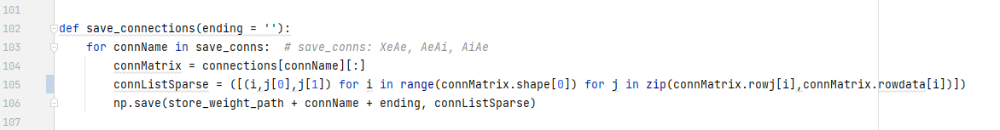 101
102 def save_connections(ending = ''):
103 for connName in save_conns:  # save_conns: XeAe, AeAi, AiAe
104 connMatrix = connections[connName][:]
105 connListSparse = ([(i,j[0],j[1]) for i in range(connMatrix.shape[0]) for j in zip(connMatrix.rowj[i],connMatrix.rowdata[i])])
106 np.save(store_weight_path + connName + ending, connListSparse)
107